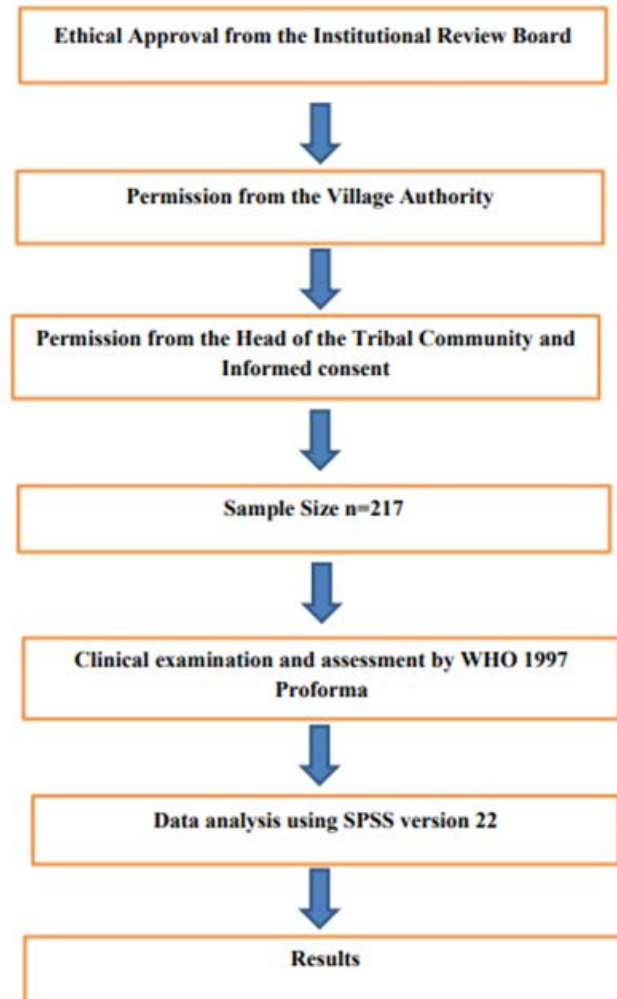 Ethical Approval from the Institutional Review Board
Permission from the Village Authority
Permission from the Head of the Tribal Community and
Informed consent
Sample Size n=217
Clinical examination and assessment by WHO 1997
Proforma
Data analysis using SPSS version 22
Results